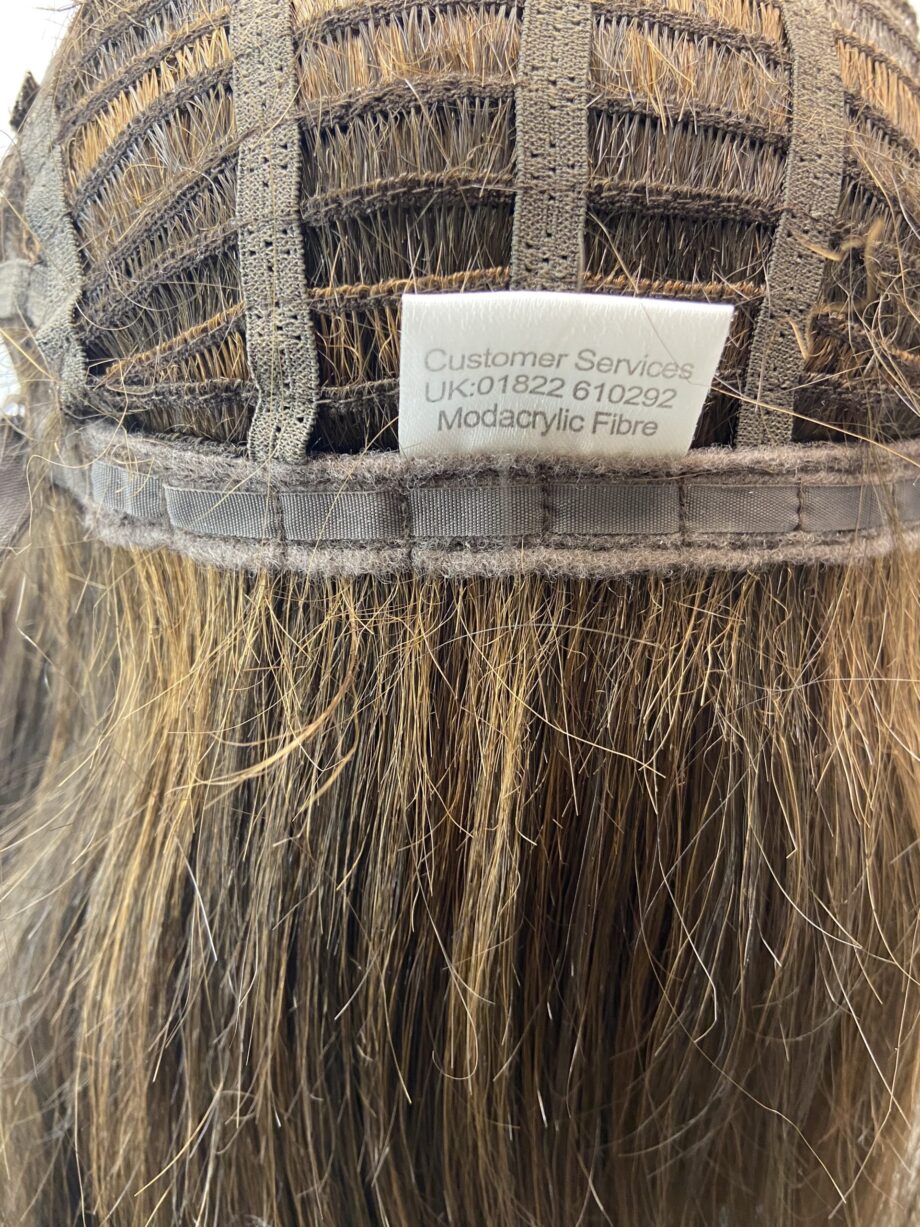 Customer Services
UK:01822 610292
Modacrylic Fibre